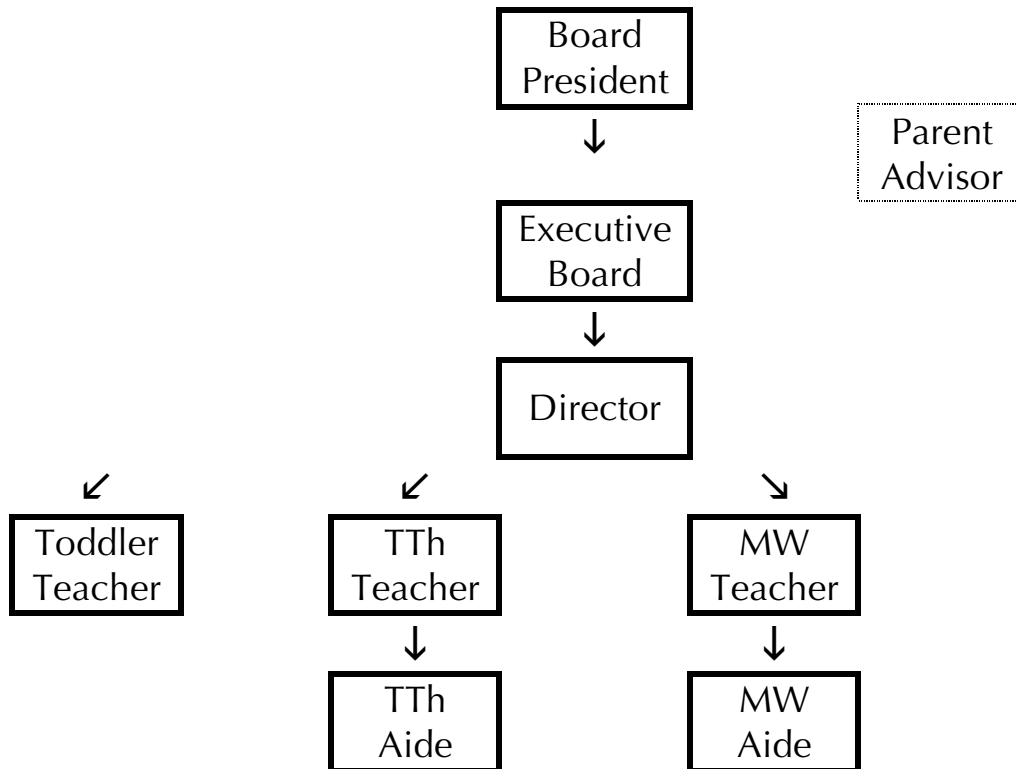 Board
President
Parent
Advisor
Executive
Board
Director
Toddler
Teacher
TTh
Teacher
MW
Teacher
TTh
Aide
MW
Aide